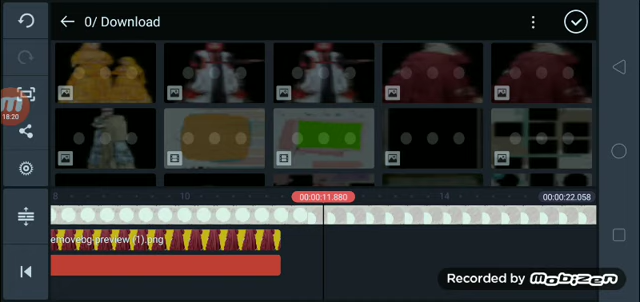 0/ Download
18:20
8
10
00:00:11.880
14
00:00:22.058
emovebg-preview (1).png
Recorded by Mobizen